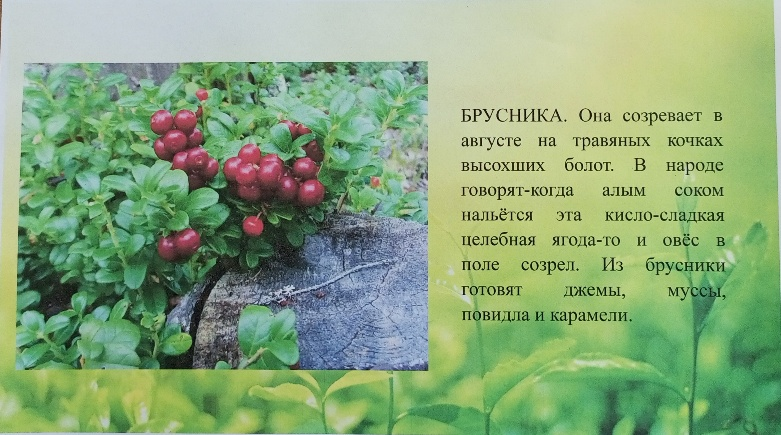 БРУСНИКА. Она созревает в
августе на травяных кочках
высохших болот. В народе
говорят-когда алым соком
нальётся эта кисло-сладкая
целебная ягода-то и овёс в
поле созрел. Из брусники
готовят джемы, муссы,
повидла и карамели.